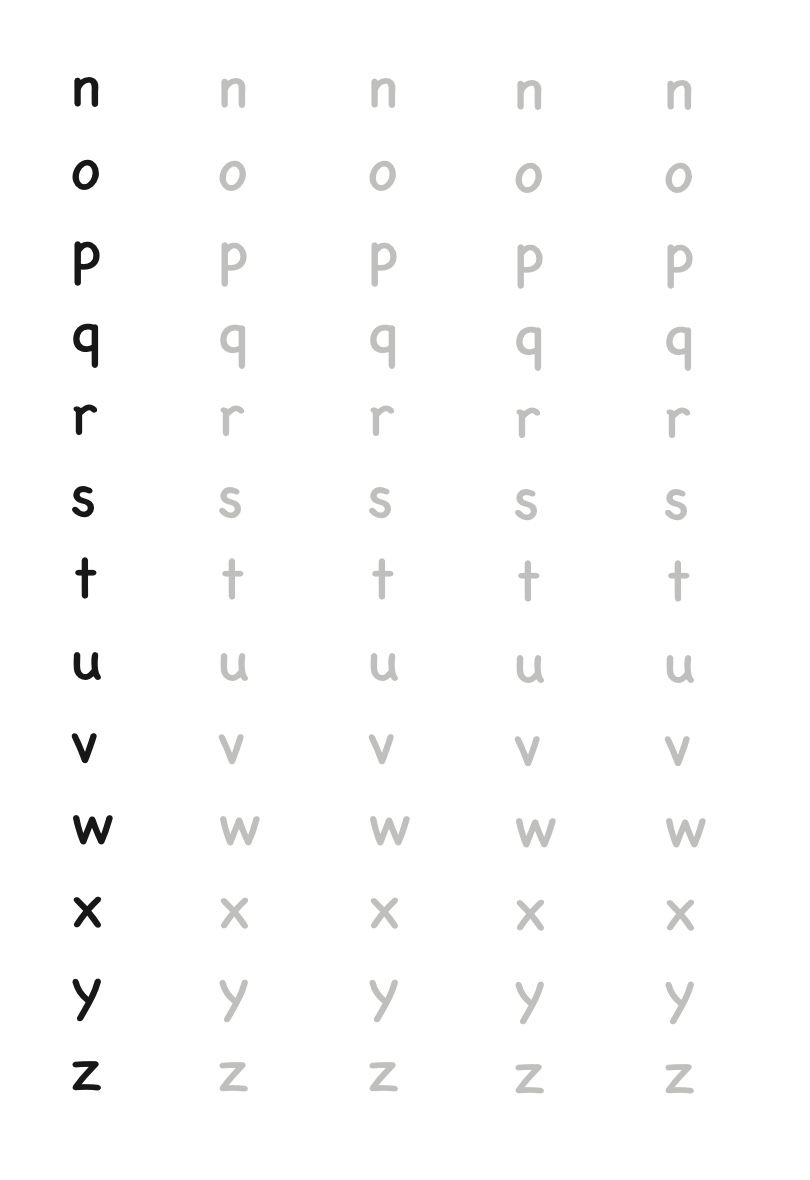 n n n n n
o o o o o
p p p p p
q q q q q
r r r r r
s s s s s
t t t t t
u u u u u
v v v v v
w w w w w
x x x x x
y y y y y
z z z z z